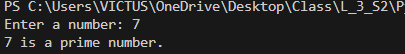 PS C:\Users\VICTUS\OneDrive\Desktop\Class\L_3_S2\P
Enter a number: 7
7 is a prime number.